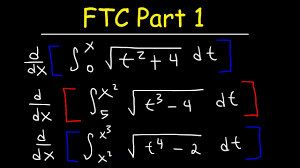 FTC Part 1
d/dx [ ∫₀ˣ √(t²+4) dt ]
d/dx [ ∫₅^(x²) √(t³−4) dt ]
d/dx [ ∫_(x²)^(x³) √(t⁴−2) dt ]